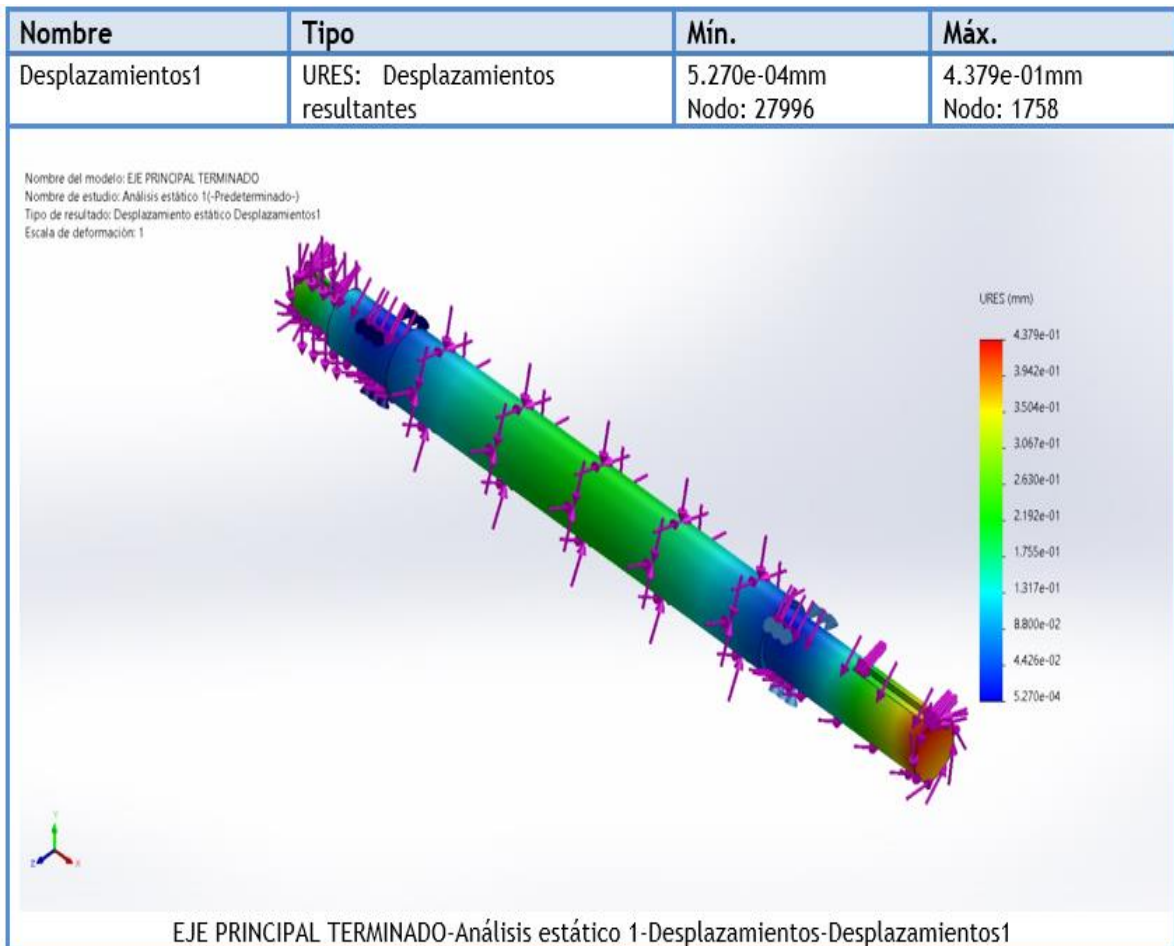 Nombre Tipo Mín. Máx.
Desplazamientos1 URES: Desplazamientos resultantes 5.270e-04mm Nodo: 27996 4.379e-01mm Nodo: 1758
Nombre del modelo: EJE PRINCIPAL TERMINADO
Nombre de estudio: Análisis estático 1(-Predeterminado-)
Tipo de resultado: Desplazamiento estático Desplazamientos1
Escala de deformación: 1
URES (mm)
4.379e-01
3.942e-01
3.504e-01
3.067e-01
2.630e-01
2.192e-01
1.755e-01
1.317e-01
8.800e-02
4.426e-02
5.270e-04
Y
Z X
EJE PRINCIPAL TERMINADO-Análisis estático 1-Desplazamientos-Desplazamientos1